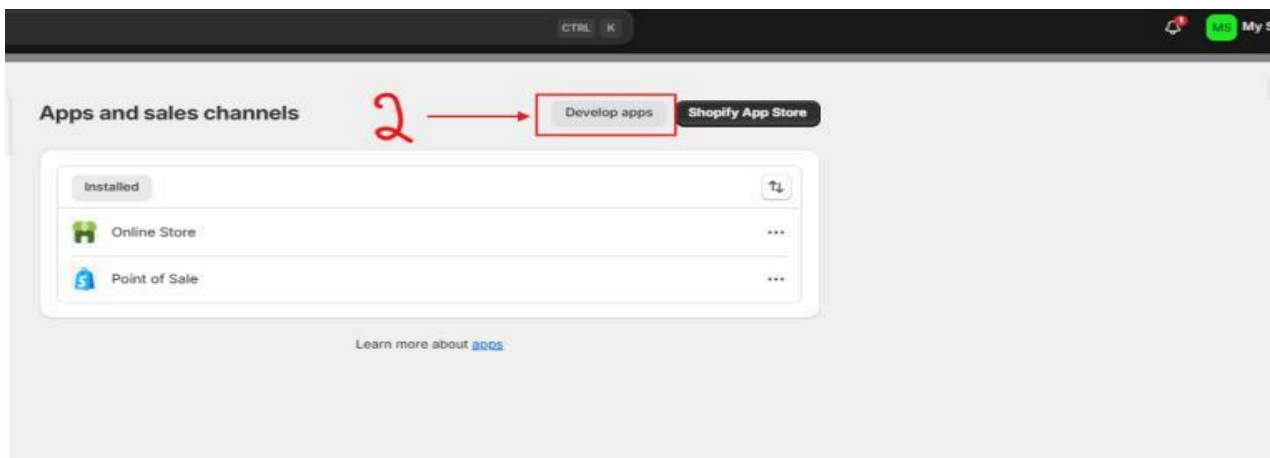 CTRL K
1
MS My S
Apps and sales channels
2
Develop apps
Shopify App Store
Installed
Online Store
Point of Sale
Learn more about apps